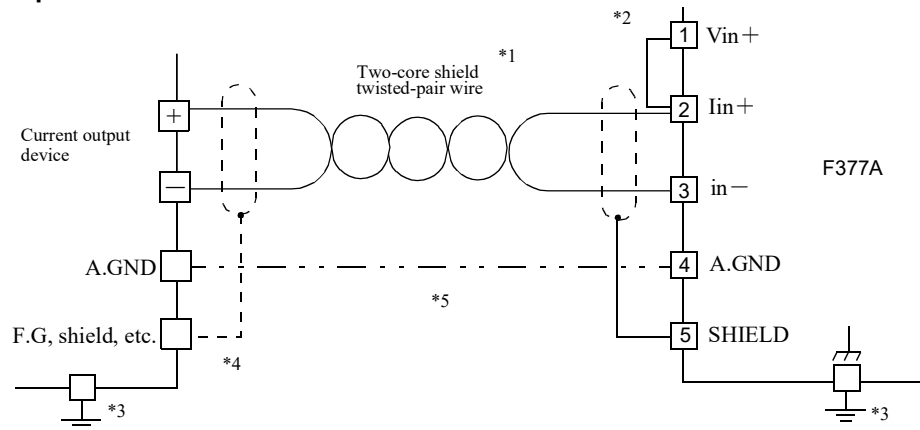 *2
1 Vin＋
*1
Two-core shield
twisted-pair wire
＋
2 Iin＋
Current output
device
F377A
－
3 in－
A.GND
4 A.GND
*5
F.G, shield, etc.
5 SHIELD
*4
*3
*3